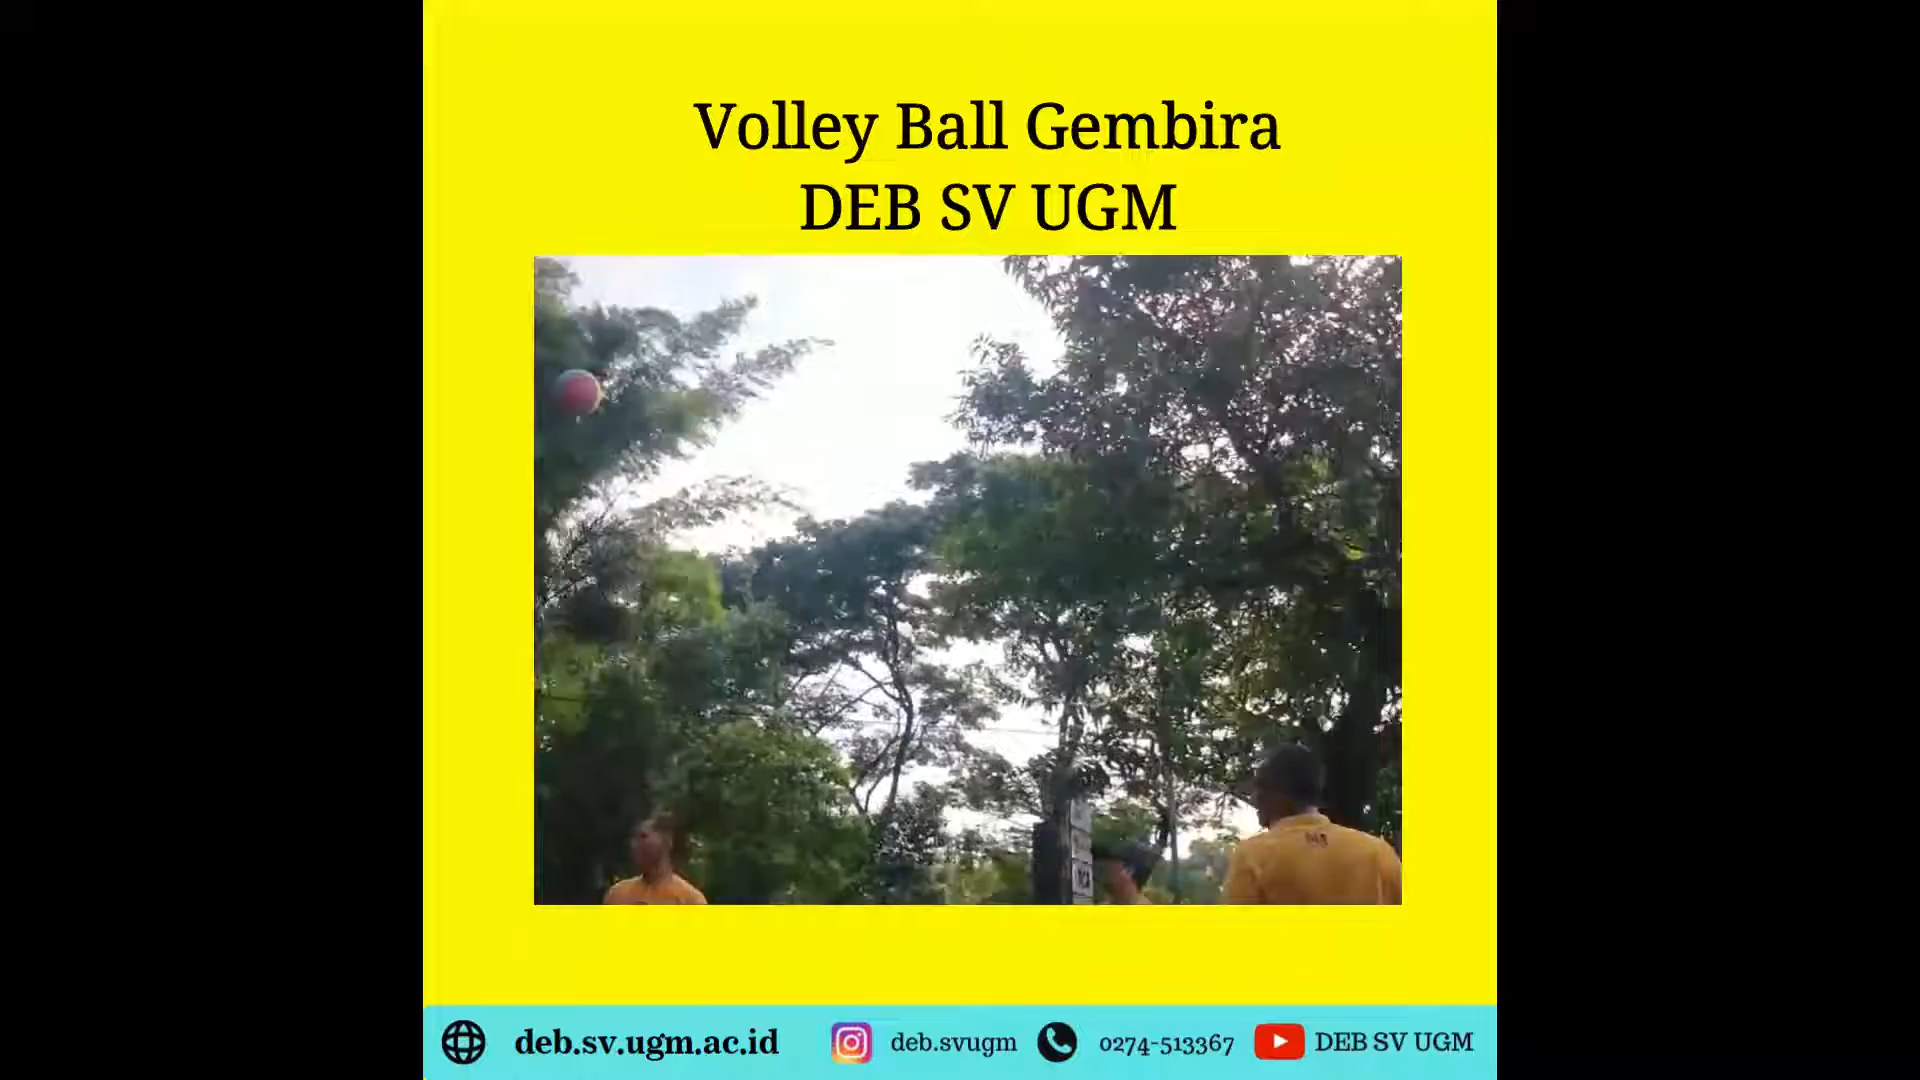 Volley Ball Gembira
DEB SV UGM
deb.sv.ugm.ac.id deb.svugm 0274-513367 DEB SV UGM